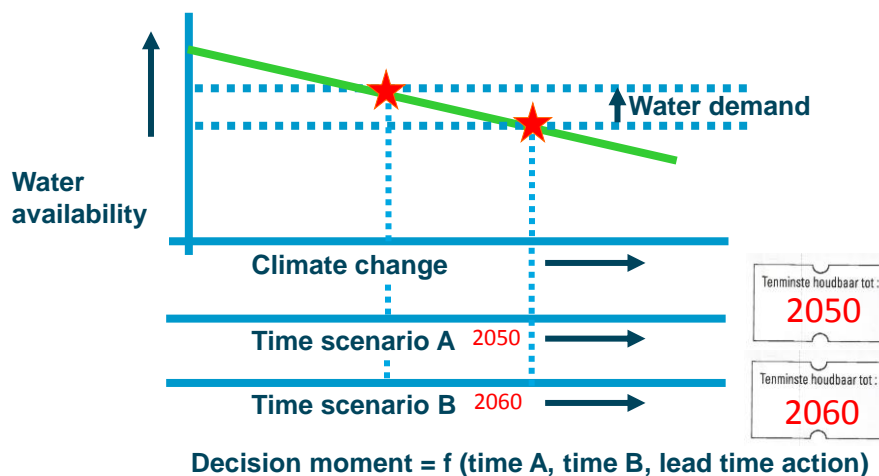 Water demand
Water
availability
Climate change
Tenminste houdbaar tot :
2050
Time scenario A 2050
Tenminste houdbaar tot :
2060
Time scenario B 2060
Decision moment = f (time A, time B, lead time action)